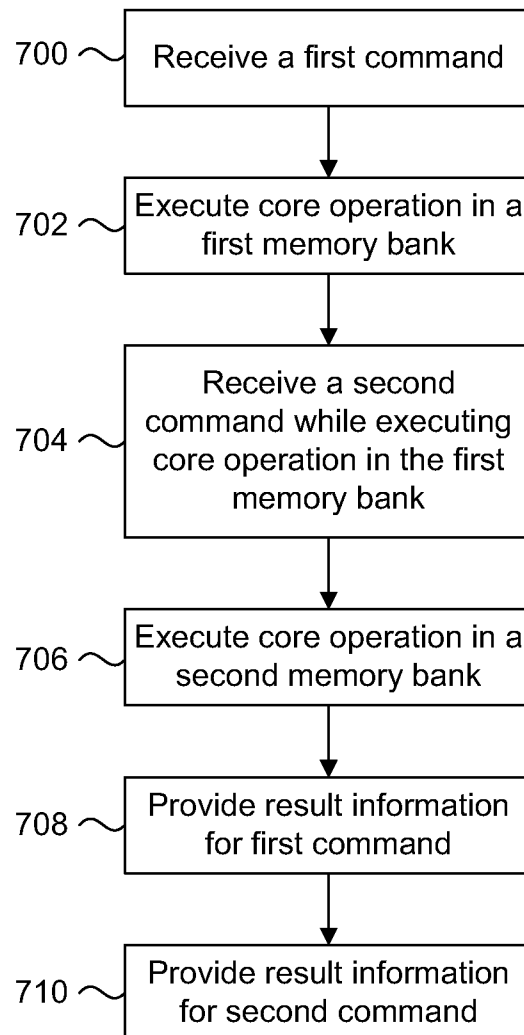 700
Receive a first command
702
Execute core operation in a
first memory bank
704
Receive a second
command while executing
core operation in the first
memory bank
706
Execute core operation in a
second memory bank
708
Provide result information
for first command
710
Provide result information
for second command